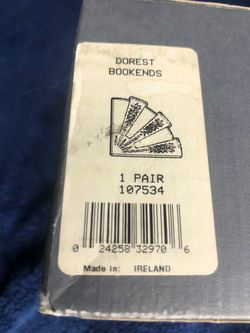 DOREST
BOOKENDS
1 PAIR
107534
0 24258 32970 6
Made in: IRELAND